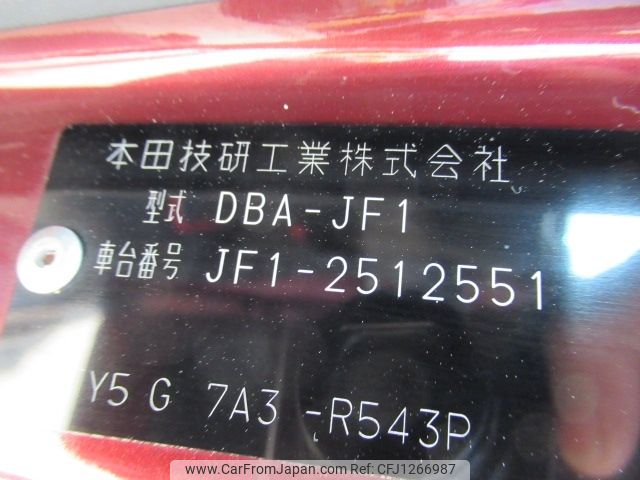 本田技研工業株式会社
型式 DBA-JF1
車台番号 JF1-2512551
Y5 G 7A3 -R543P
www.CarFromJapan.com CFJ1266987